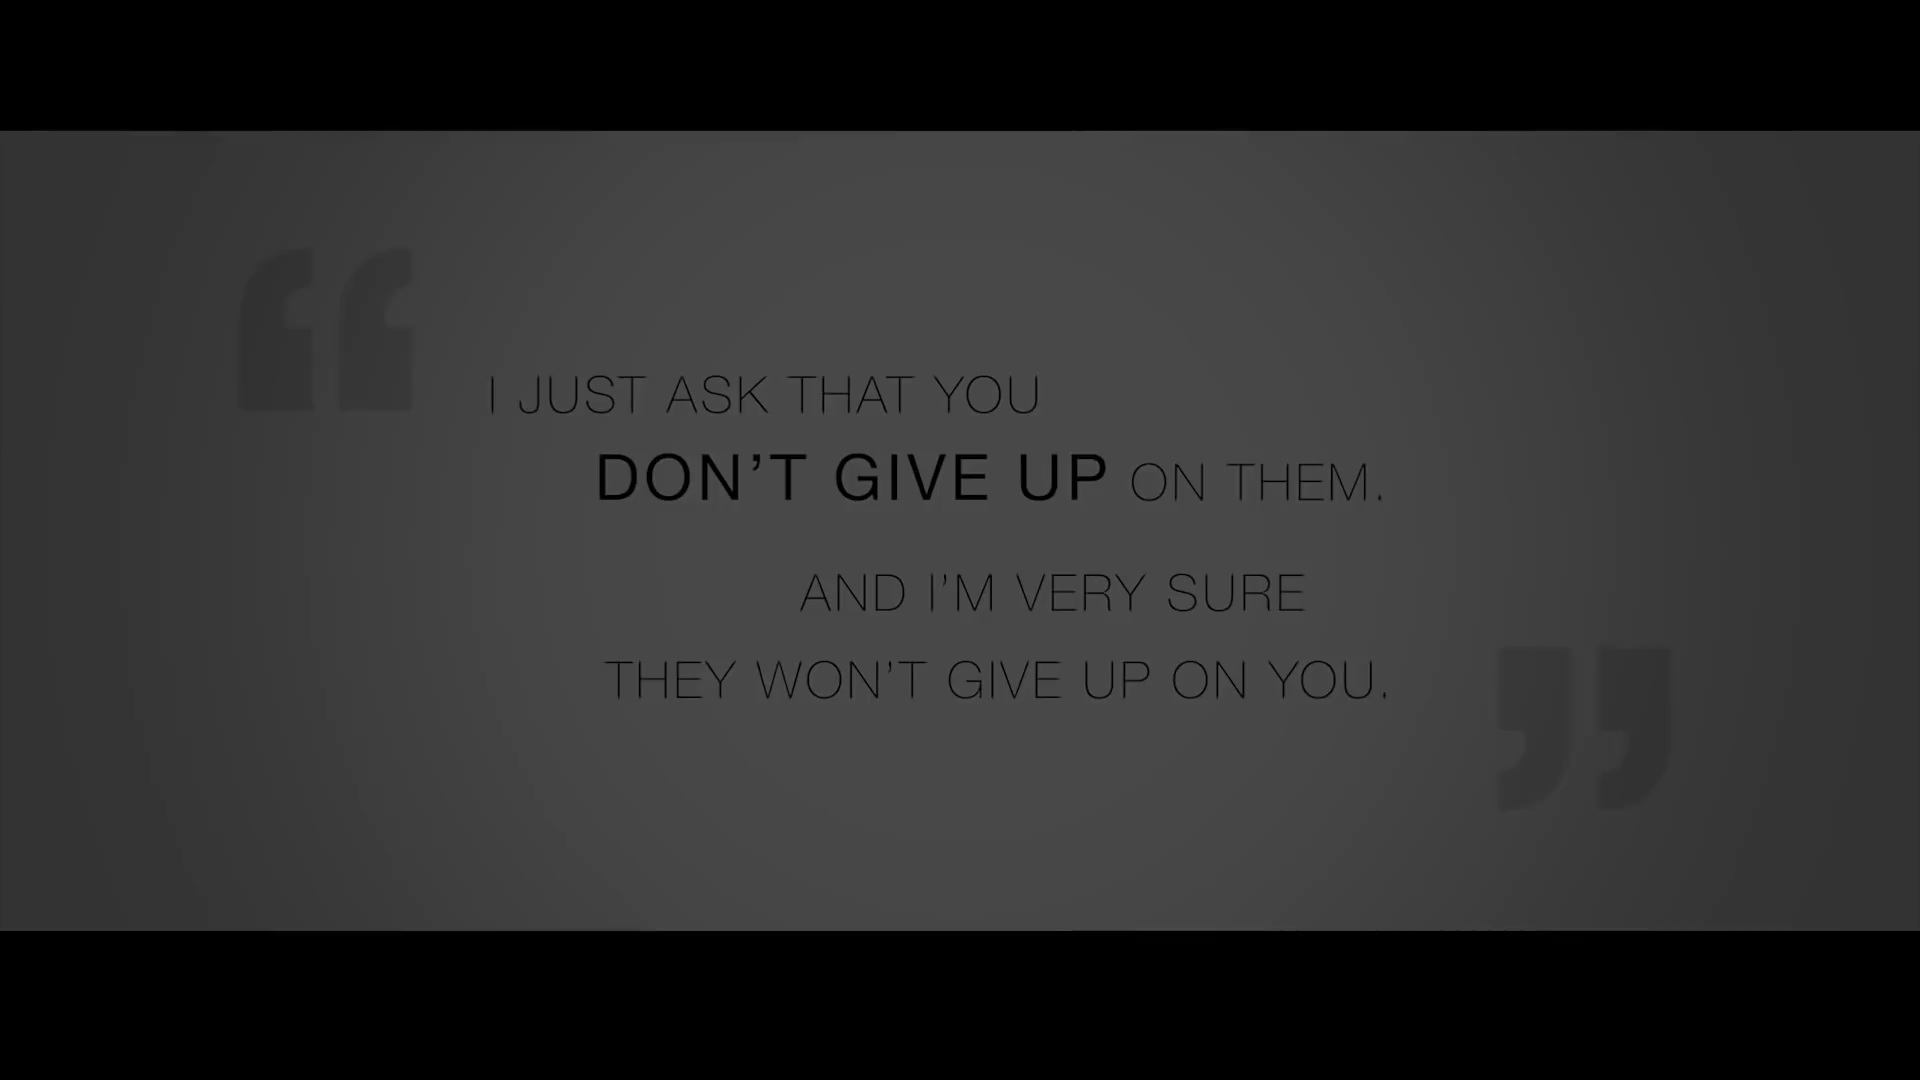 “
I JUST ASK THAT YOU
DON’T GIVE UP ON THEM.
AND I’M VERY SURE
THEY WON’T GIVE UP ON YOU.
”